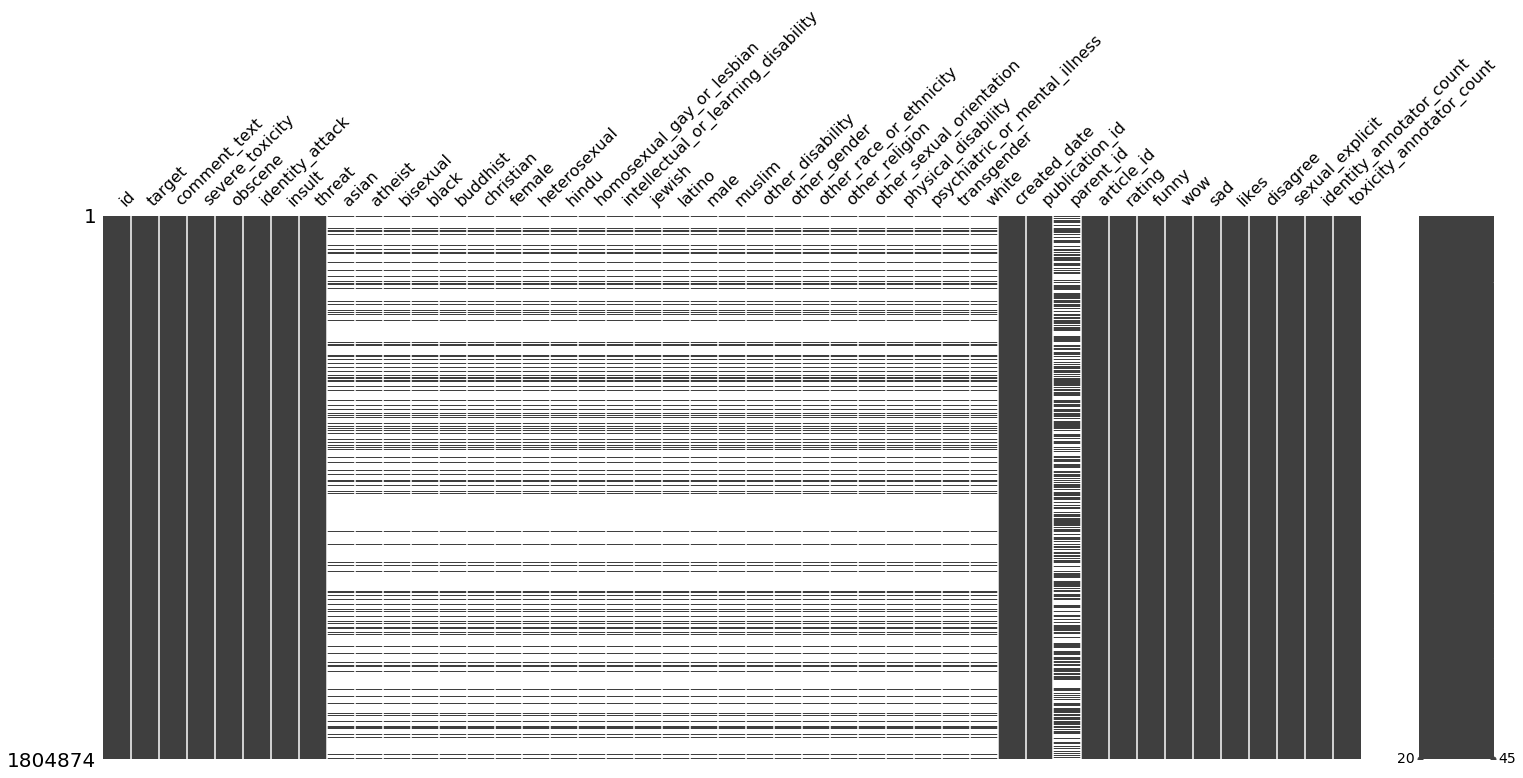 id
target
comment_text
severe_toxicity
obscene
identity_attack
insult
threat
asian
atheist
bisexual
black
buddhist
christian
female
heterosexual
hindu
homosexual_gay_or_lesbian
intellectual_or_learning_disability
jewish
latino
male
muslim
other_disability
other_gender
other_race_or_ethnicity
other_religion
other_sexual_orientation
physical_disability
psychiatric_or_mental_illness
transgender
white
created_date
publication_id
parent_id
article_id
rating
funny
wow
sad
likes
disagree
sexual_explicit
identity_annotator_count
toxicity_annotator_count
1
1804874
20
45